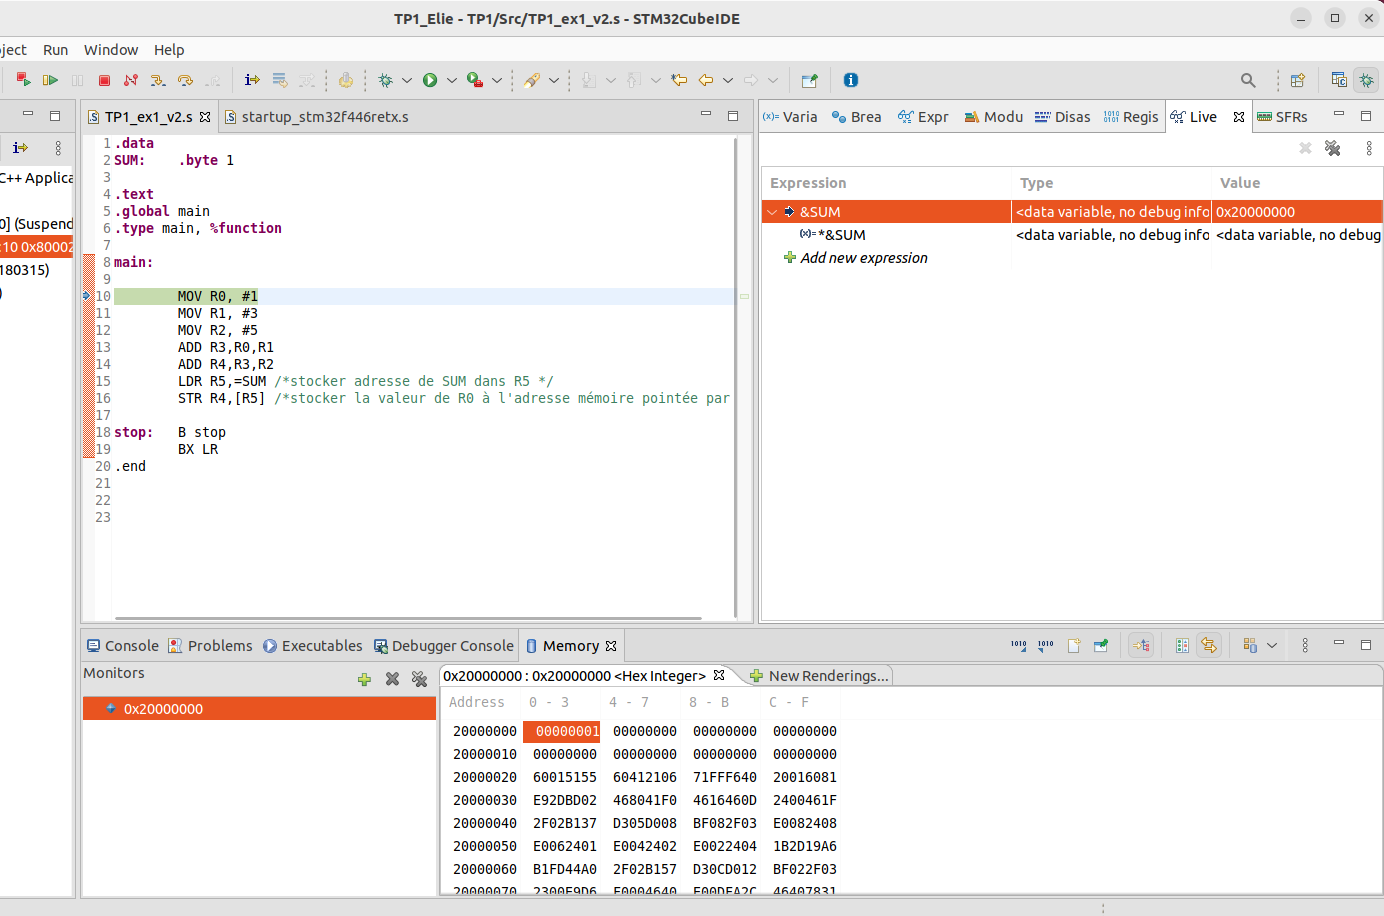 TP1_Elie - TP1/Src/TP1_ex1_v2.s - STM32CubeIDE
ject Run Window Help
TP1_ex1_v2.s startup_stm32f446retx.s
(x)= Varia Brea Expr Modu Disas Regis Live SFRs
C++ Applica
0] (Suspend
:10 0x80002
180315)
)
1 .data
2 SUM: .byte 1
3
4 .text
5 .global main
6 .type main, %function
7
8 main:
9
10 MOV R0, #1
11 MOV R1, #3
12 MOV R2, #5
13 ADD R3,R0,R1
14 ADD R4,R3,R2
15 LDR R5,=SUM /*stocker adresse de SUM dans R5 */
16 STR R4,[R5] /*stocker la valeur de R0 à l'adresse mémoire pointée par
17
18 stop: B stop
19 BX LR
20 .end
21
22
23
Expression Type Value
&SUM <data variable, no debug info 0x20000000
(x)= *&SUM <data variable, no debug info <data variable, no debug
Add new expression
Console Problems Executables Debugger Console Memory
Monitors
0x20000000
0x20000000 : 0x20000000 <Hex Integer> New Renderings...
Address 0 - 3 4 - 7 8 - B C - F
20000000 00000001 00000000 00000000 00000000
20000010 00000000 00000000 00000000 00000000
20000020 60015155 60412106 71FFF640 20016081
20000030 E92DBD02 468041F0 4616460D 2400461F
20000040 2F02B137 D305D008 BF082F03 E0082408
20000050 E0062401 E0042402 E0022404 1B2D19A6
20000060 B1FD44A0 2F02B157 D30CD012 BF022F03
20000070 2300E9D6 E0004640 E00DEA2C 46407831